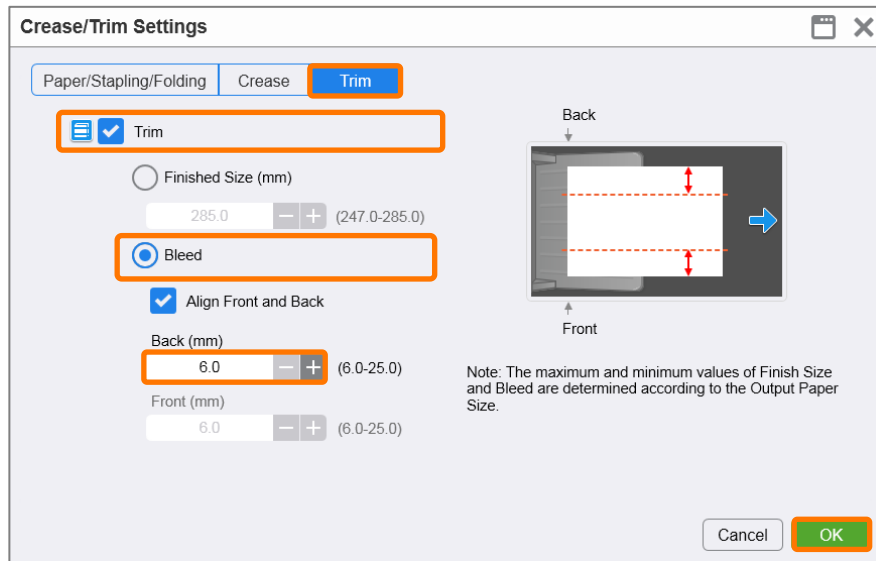 Crease/Trim Settings
Paper/Stapling/Folding Crease Trim
Trim
Finished Size (mm)
285.0 (247.0-285.0)
Bleed
Align Front and Back
Back (mm)
6.0 (6.0-25.0)
Front (mm)
6.0 (6.0-25.0)
Back
Front
Note: The maximum and minimum values of Finish Size
and Bleed are determined according to the Output Paper
Size.
Cancel OK